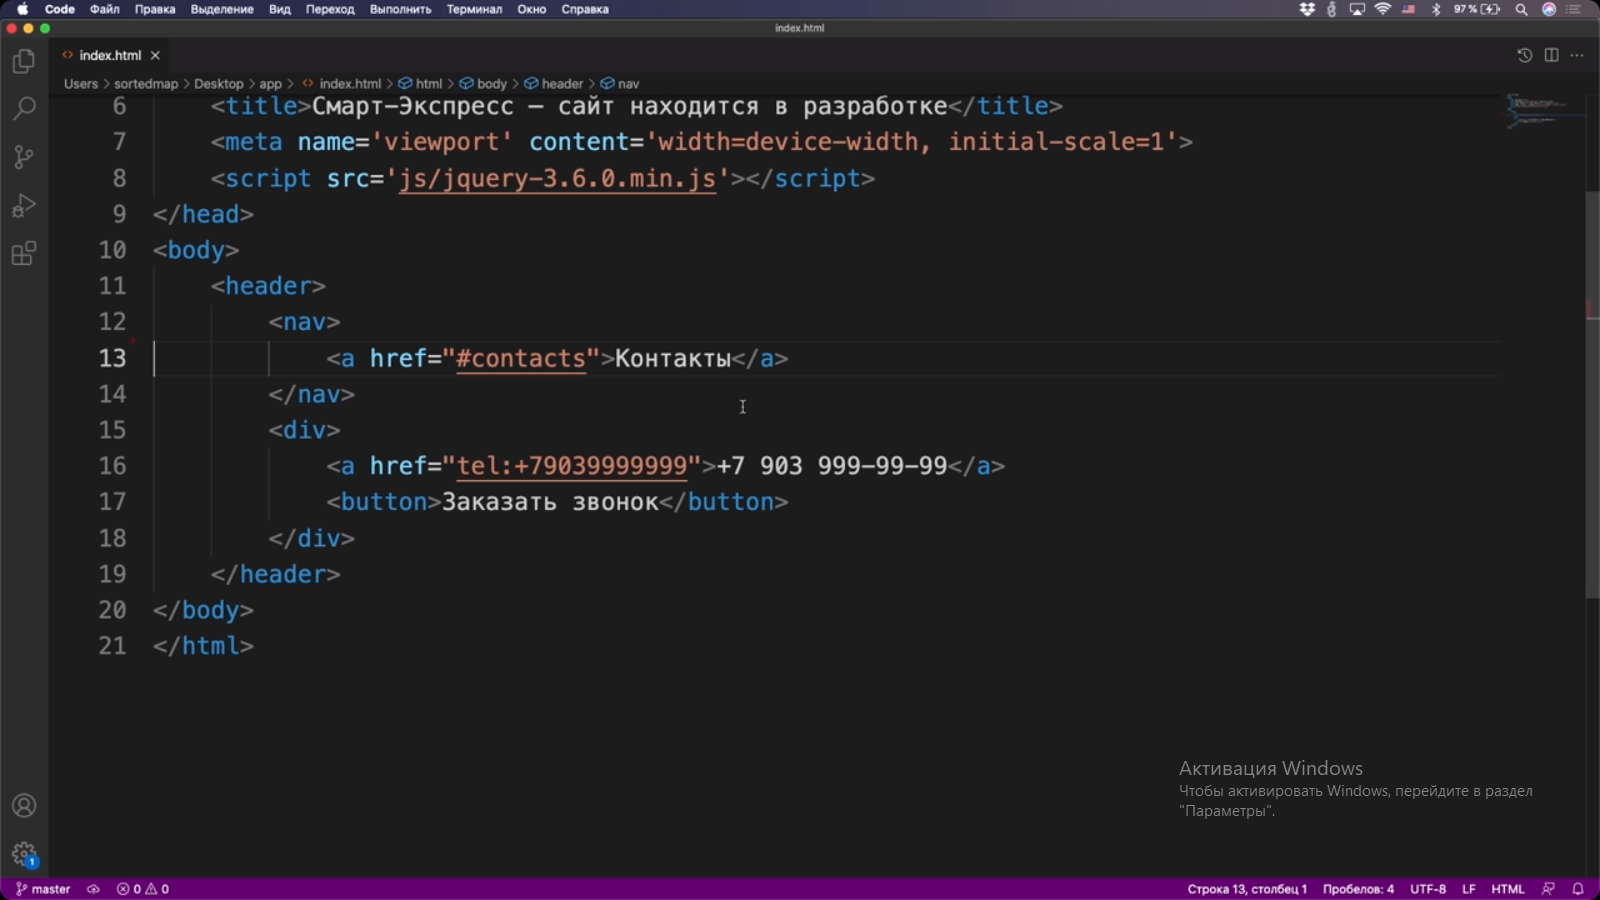 Code Файл Правка Выделение Вид Переход Выполнить Терминал Окно Справка 97%
index.html
index.html
Users > sortedmap > Desktop > app > index.html > html > body > header > nav
6 <title>Смарт-Экспресс — сайт находится в разработке</title>
7 <meta name='viewport' content='width=device-width, initial-scale=1'>
8 <script src='js/jquery-3.6.0.min.js'></script>
9 </head>
10 <body>
11 <header>
12 <nav>
13 <a href="#contacts">Контакты</a>
14 </nav>
15 <div>
16 <a href="tel:+79039999999">+7 903 999-99-99</a>
17 <button>Заказать звонок</button>
18 </div>
19 </header>
20 </body>
21 </html>
Активация Windows
Чтобы активировать Windows, перейдите в раздел
"Параметры".
1
master 0 0 Строка 13, столбец 1 Пробелов: 4 UTF-8 LF HTML